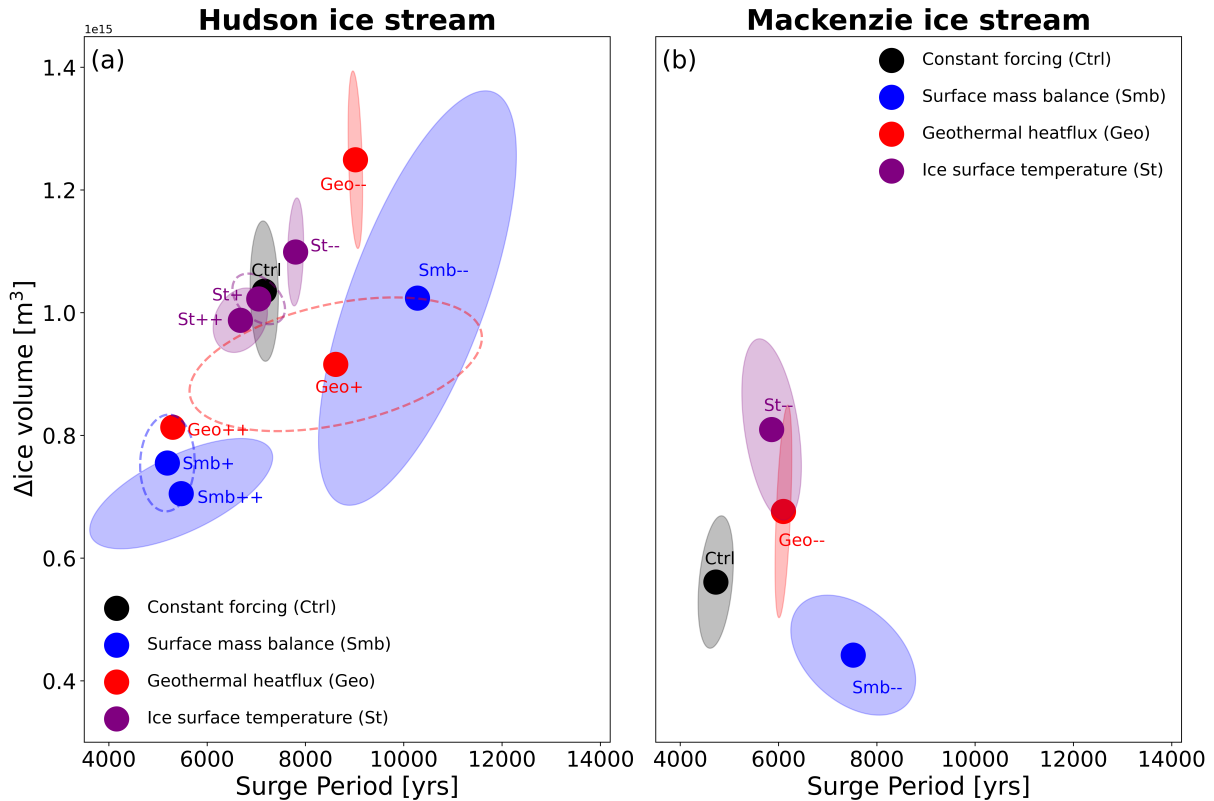 Hudson ice stream
1e15
(a)
1.4
1.2
1.0
0.8
0.6
0.4
Δice volume [m³]
Geo--
St--
Ctrl
Smb--
St+
St++
Geo+
Geo++
Smb+
Smb++
Constant forcing (Ctrl)
Surface mass balance (Smb)
Geothermal heatflux (Geo)
Ice surface temperature (St)
4000 6000 8000 10000 12000 14000
Surge Period [yrs]
Mackenzie ice stream
(b)
Constant forcing (Ctrl)
Surface mass balance (Smb)
Geothermal heatflux (Geo)
Ice surface temperature (St)
St--
Geo--
Ctrl
Smb--
4000 6000 8000 10000 12000 14000
Surge Period [yrs]